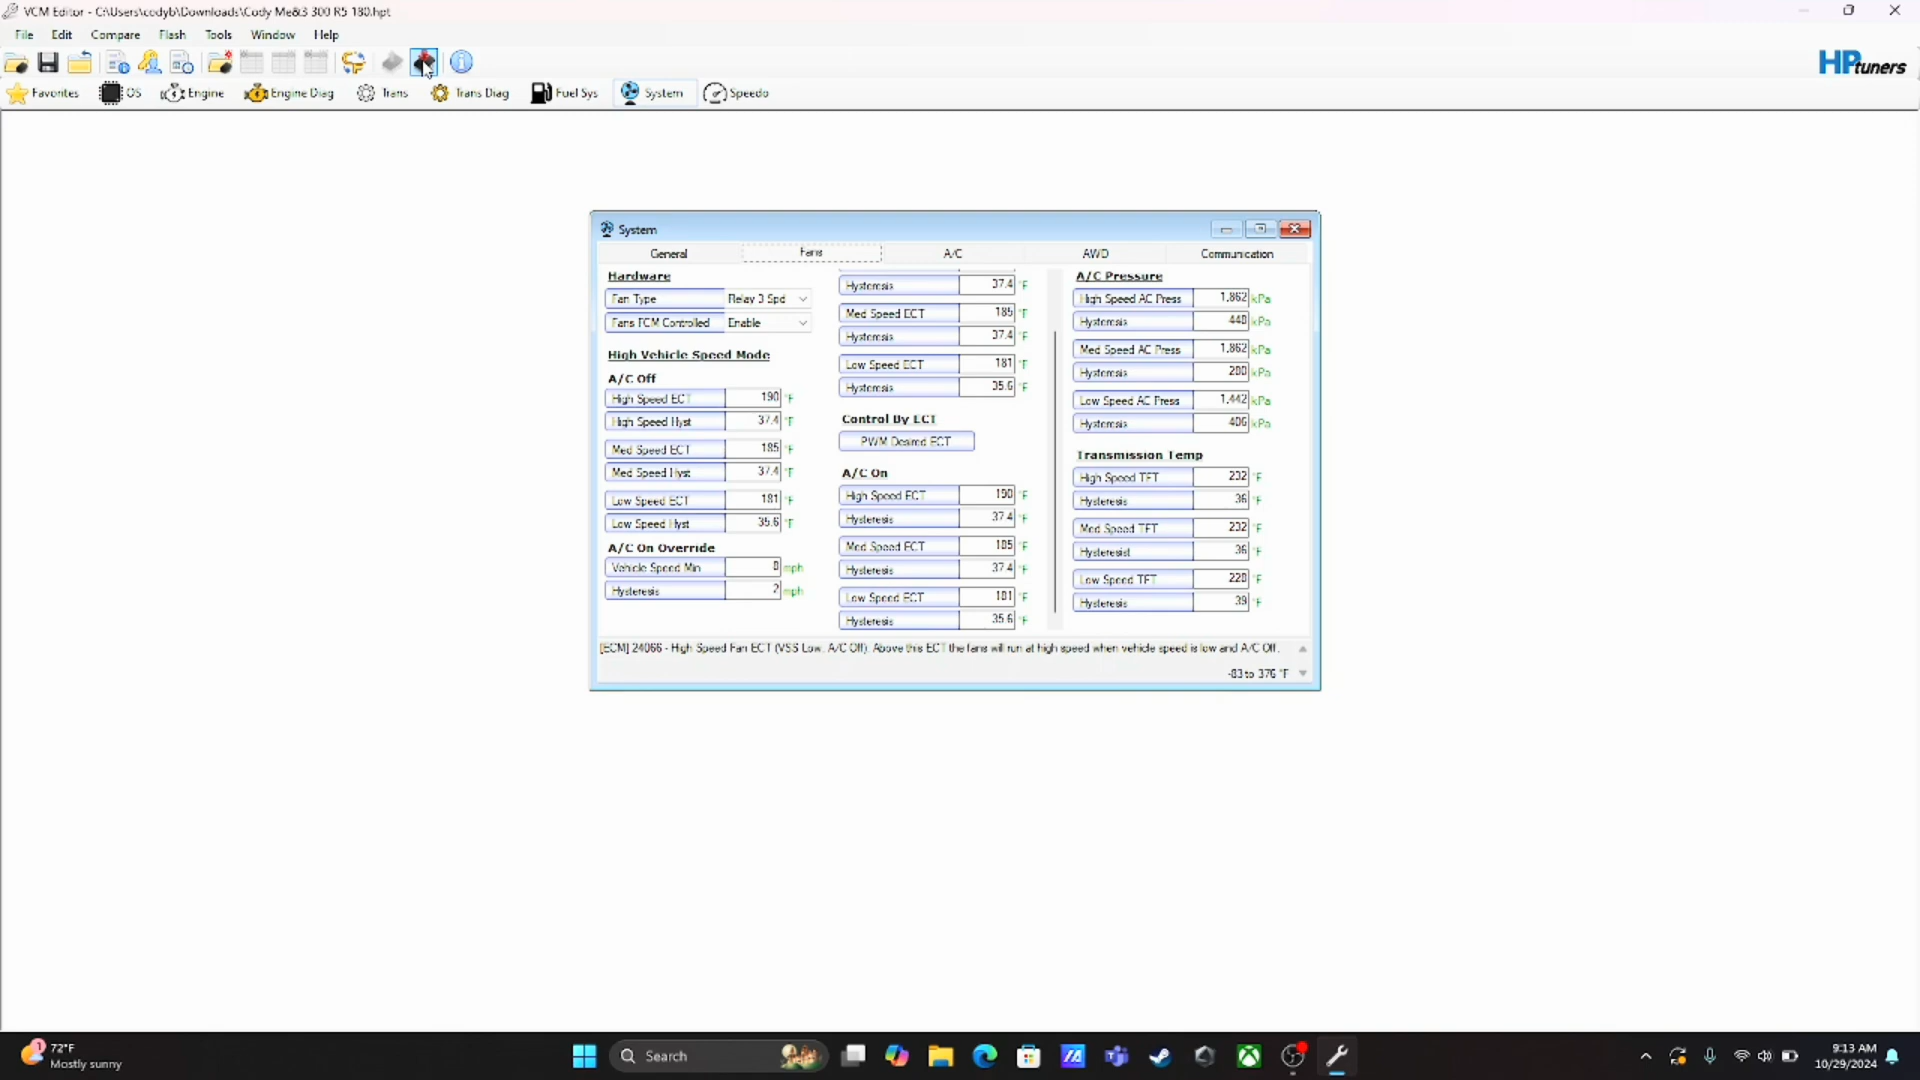 VCM Editor - C:\Users\codyb\Downloads\Cody Me&3 300 R5 180.hpt
File Edit Compare Flash Tools Window Help
HPtuners
Favorites OS Engine Engine Diag Trans Trans Diag Fuel Sys System Speedo
System
General Fans A/C AWD Communication
Hardware
Fan Type Relay 3 Spd
Fans PCM Controlled Enable
High Vehicle Speed Mode
A/C Off
High Speed ECT 190 °F
High Speed Hyst 37.4 °F
Med Speed ECT 185 °F
Med Speed Hyst 37.4 °F
Low Speed ECT 181 °F
Low Speed Hyst 35.6 °F
A/C On Override
Vehicle Speed Min 0 mph
Hysteresis 2 mph
Hysteresis 37.4 °F
Med Speed ECT 185 °F
Hysteresis 37.4 °F
Low Speed ECT 181 °F
Hysteresis 35.6 °F
Control By ECT
PWM Desired ECT
A/C On
High Speed ECT 190 °F
Hysteresis 37.4 °F
Med Speed ECT 185 °F
Hysteresis 37.4 °F
Low Speed ECT 181 °F
Hysteresis 35.6 °F
A/C Pressure
High Speed AC Press 1,862 kPa
Hysteresis 448 kPa
Med Speed AC Press 1,862 kPa
Hysteresis 280 kPa
Low Speed AC Press 1,442 kPa
Hysteresis 406 kPa
Transmission Temp
High Speed TFT 232 °F
Hysteresis 36 °F
Med Speed TFT 232 °F
Hysteresist 36 °F
Low Speed TFT 228 °F
Hysteresis 39 °F
[ECM] 24066 - High Speed Fan ECT (VSS Low, A/C Off): Above this ECT the fans will run at high speed when vehicle speed is low and A/C Off.
-83 to 376 °F
1
72°F
Mostly sunny
Search
9:13 AM
10/29/2024